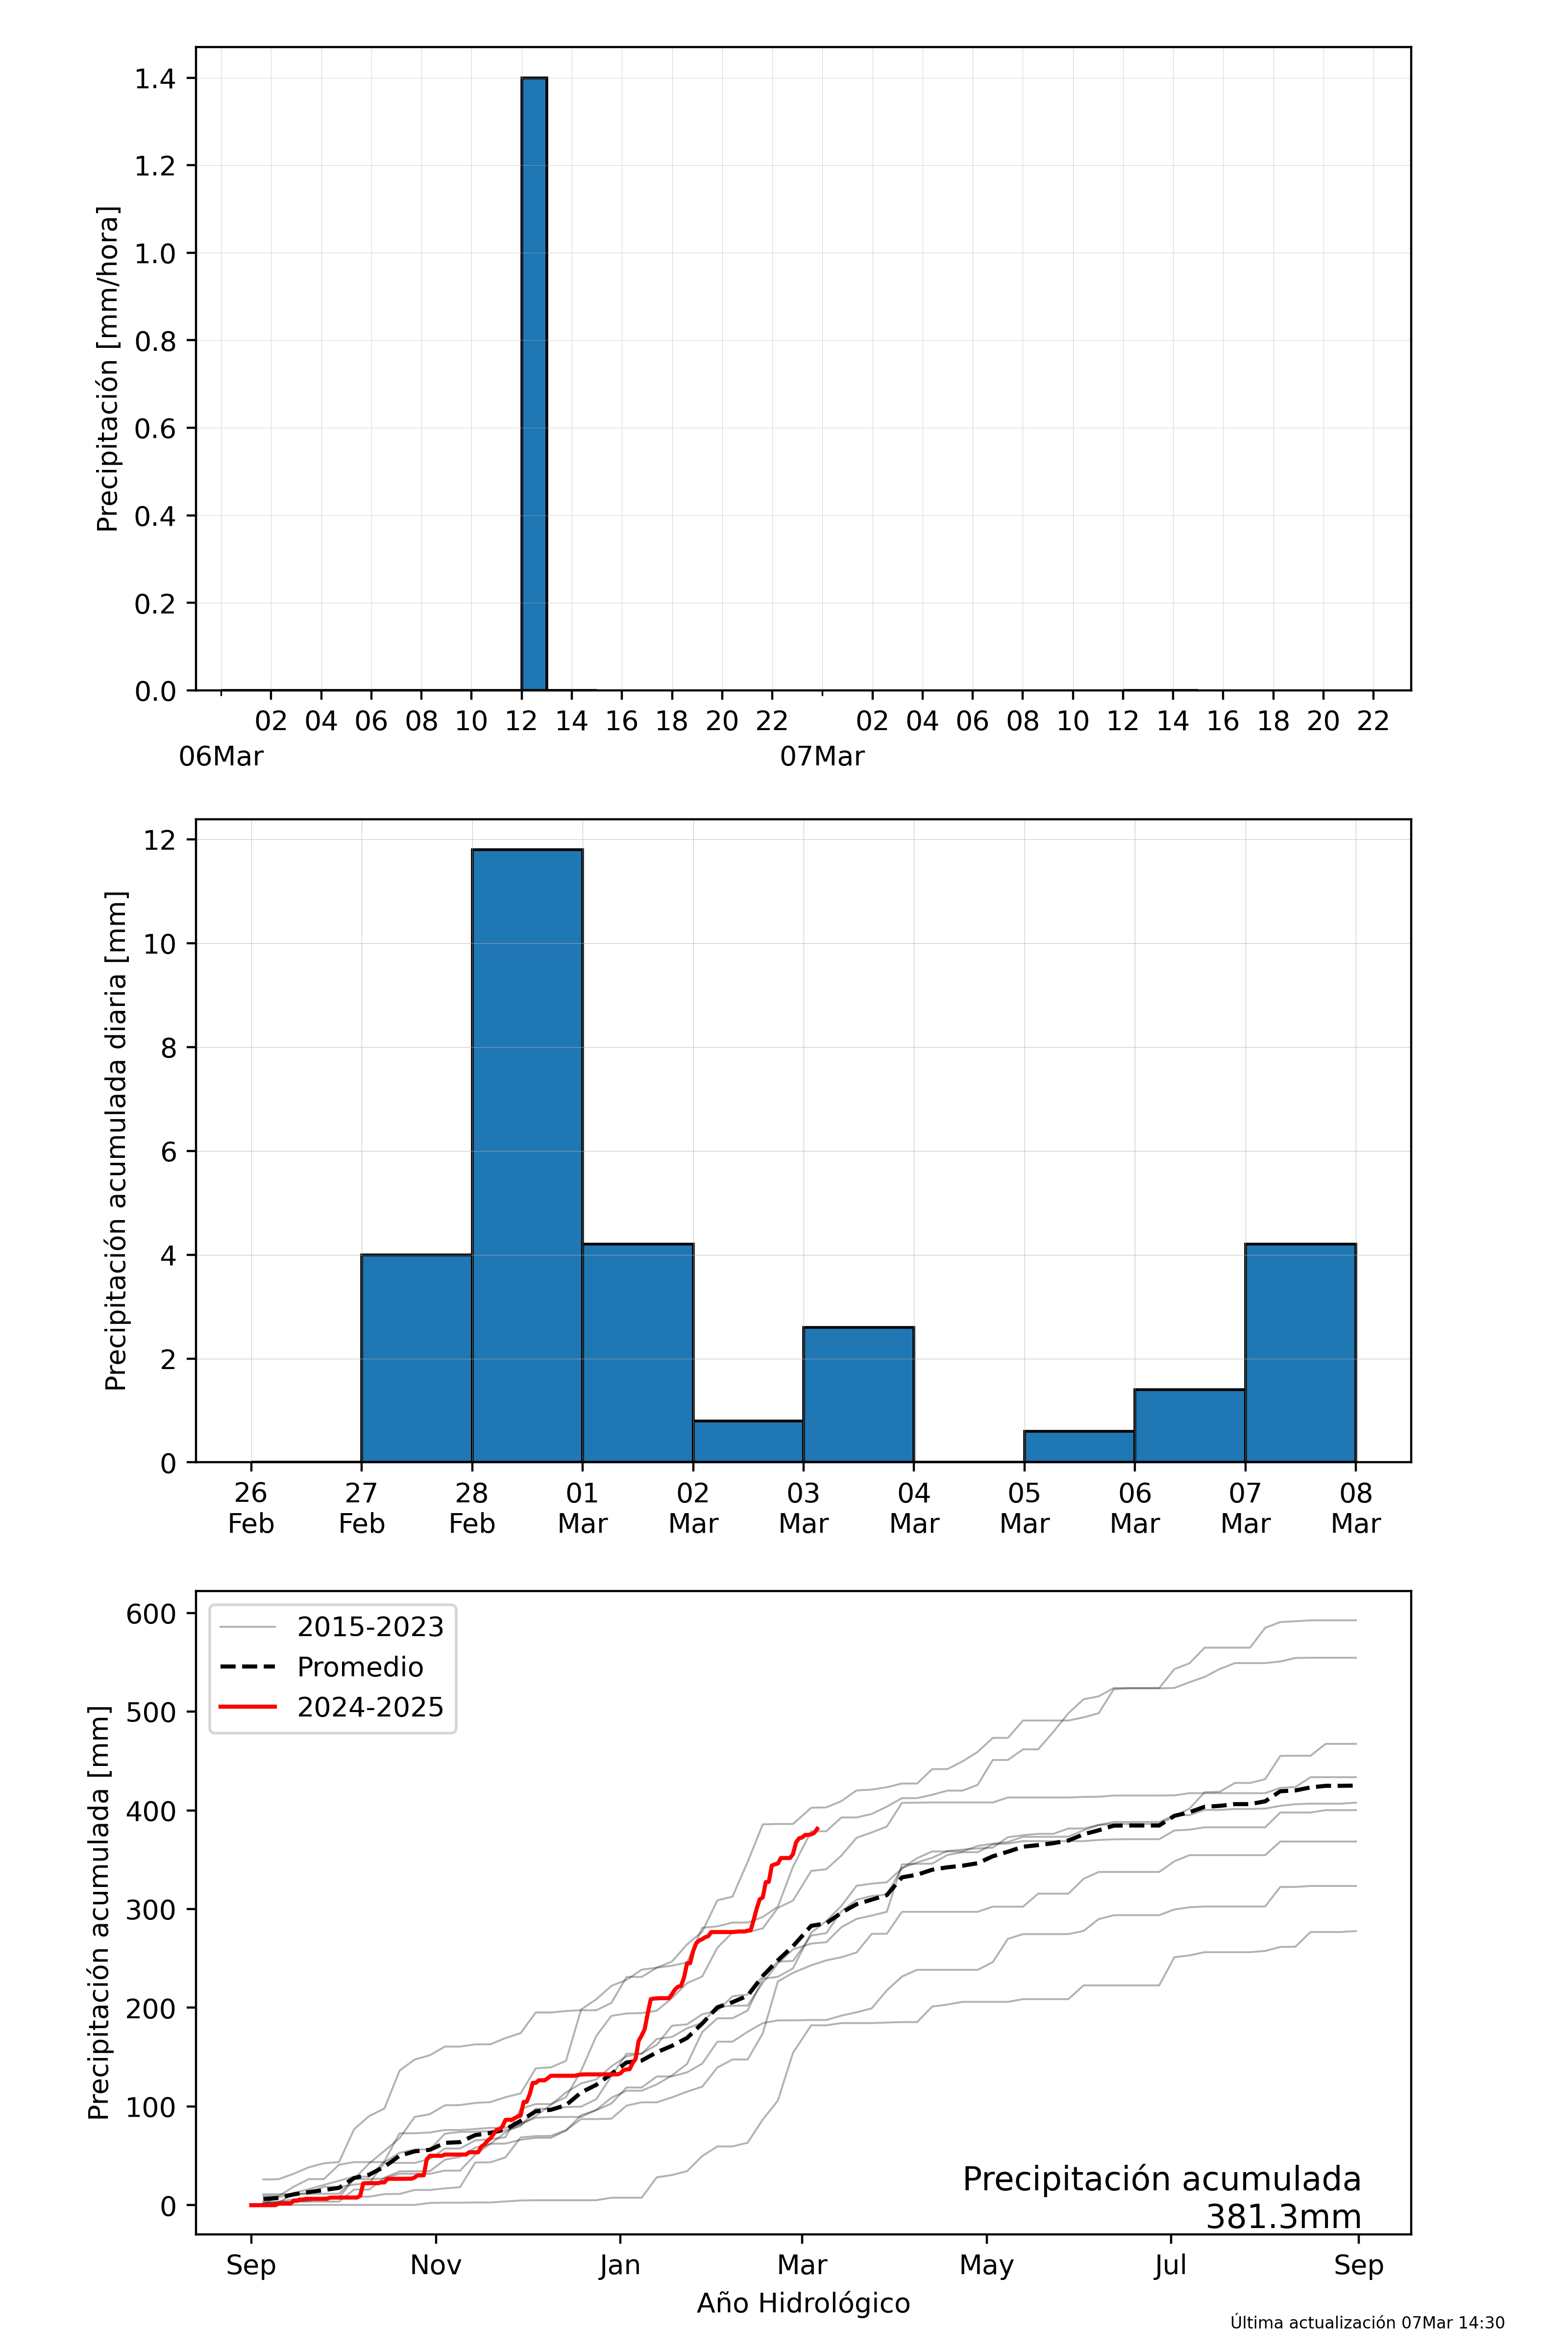 1.4
1.2
1.0
0.8
0.6
0.4
0.2
0.0
Precipitación [mm/hora]
02 04 06 08 10 12 14 16 18 20 22 02 04 06 08 10 12 14 16 18 20 22
06Mar 07Mar
12
10
8
6
4
2
0
Precipitación acumulada diaria [mm]
26 27 28 01 02 03 04 05 06 07 08
Feb Feb Feb Mar Mar Mar Mar Mar Mar Mar Mar
600
500
400
300
200
100
0
Precipitación acumulada [mm]
2015-2023
Promedio
2024-2025
Precipitación acumulada
381.3mm
Sep Nov Jan Mar May Jul Sep
Año Hidrológico
Última actualización 07Mar 14:30